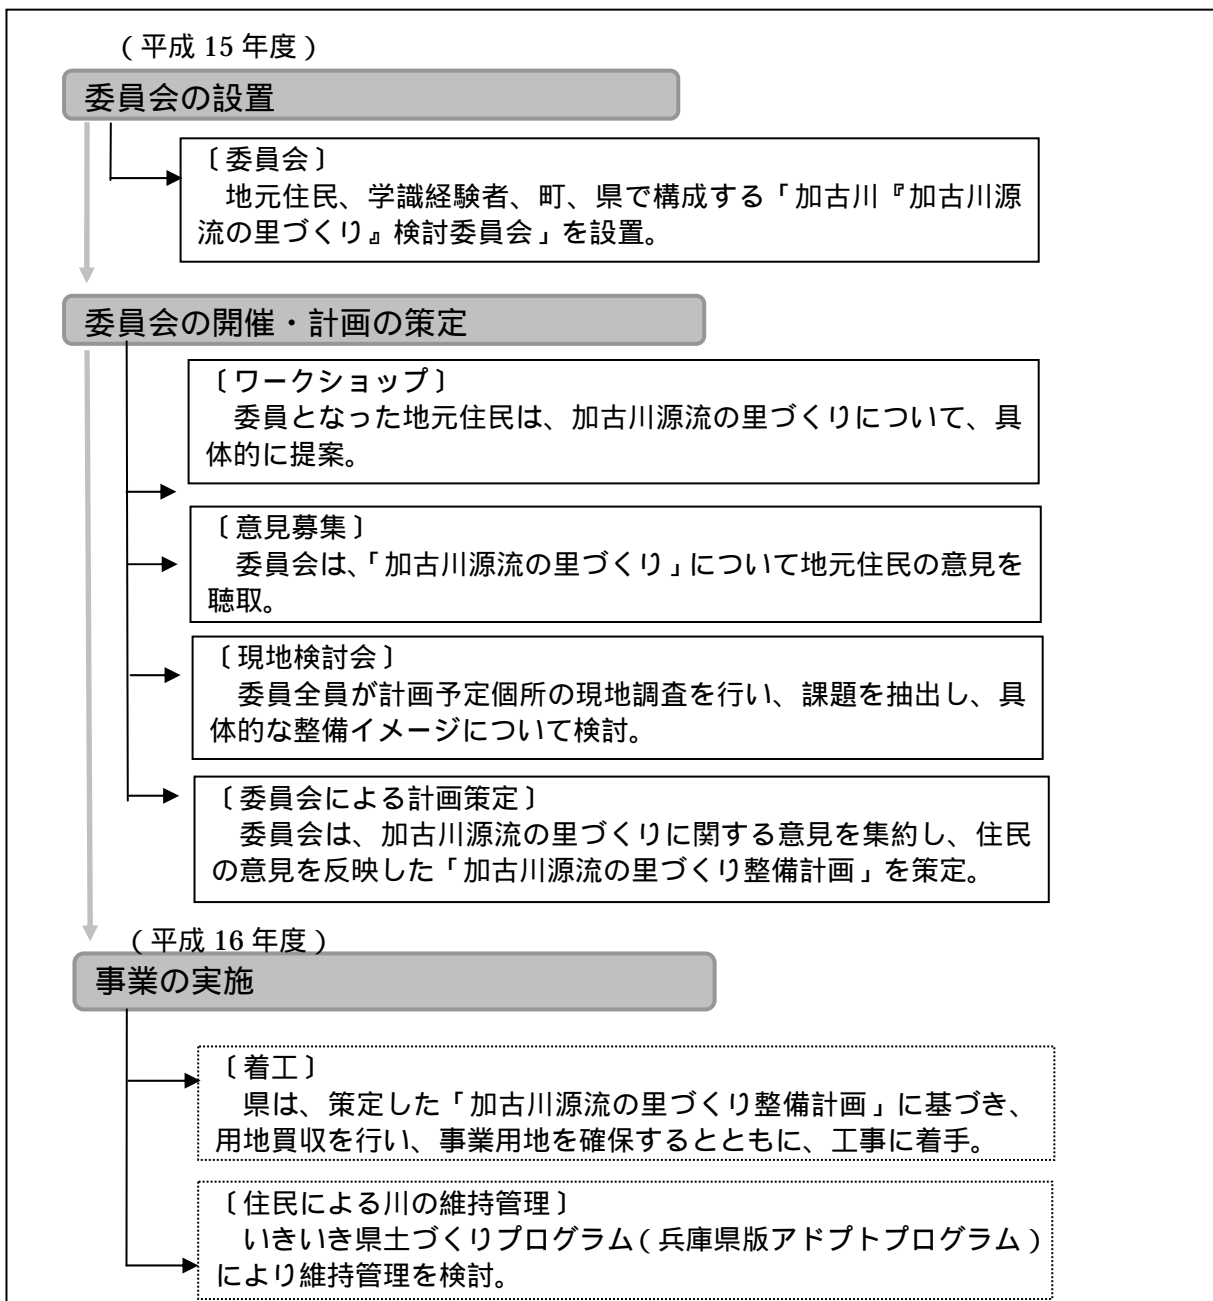 （平成 15 年度）
委員会の設置
〔委員会〕
地元住民、学識経験者、町、県で構成する「加古川『加古川源
流の里づくり』検討委員会」を設置。
委員会の開催・計画の策定
〔ワークショップ〕
委員となった地元住民は、加古川源流の里づくりについて、具
体的に提案。
〔意見募集〕
委員会は、「加古川源流の里づくり」について地元住民の意見を
聴取。
〔現地検討会〕
委員全員が計画予定個所の現地調査を行い、課題を抽出し、具
体的な整備イメージについて検討。
〔委員会による計画策定〕
委員会は、加古川源流の里づくりに関する意見を集約し、住民
の意見を反映した「加古川源流の里づくり整備計画」を策定。
（平成 16 年度）
事業の実施
〔着工〕
県は、策定した「加古川源流の里づくり整備計画」に基づき、
用地買収を行い、事業用地を確保するとともに、工事に着手。
〔住民による川の維持管理〕
いきいき県土づくりプログラム（兵庫県版アドプトプログラム）
により維持管理を検討。